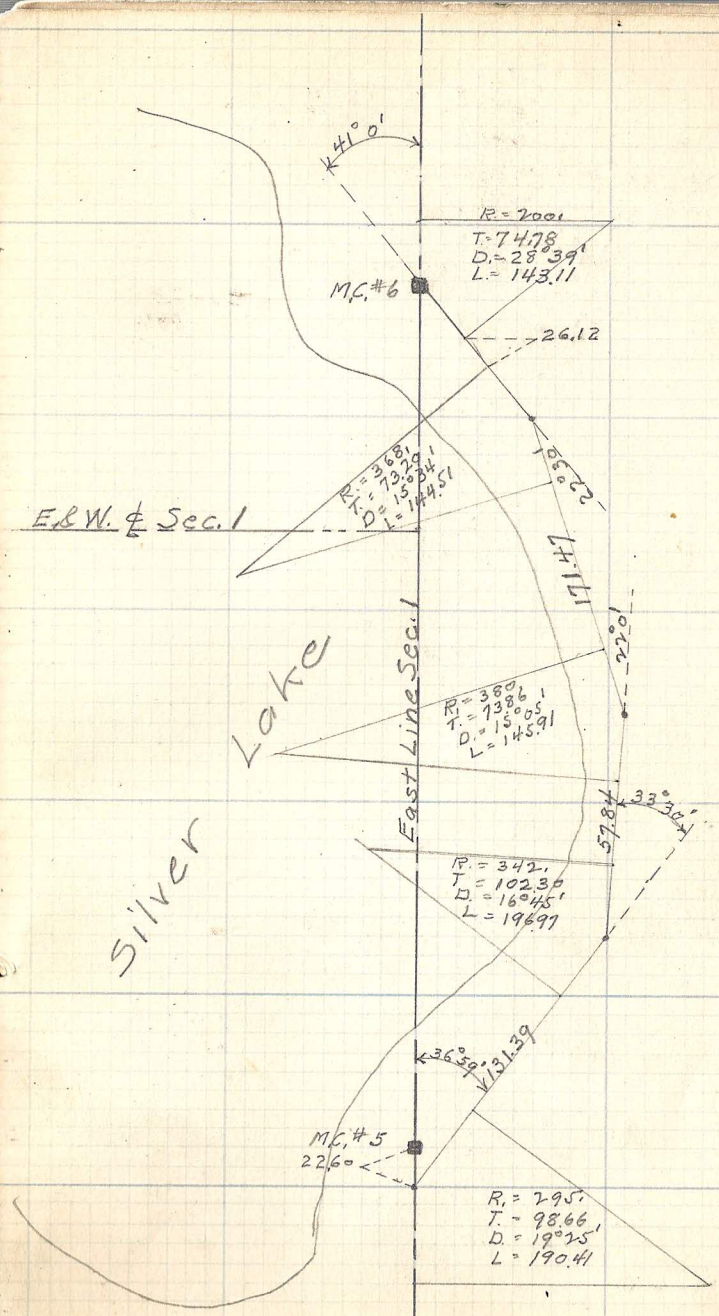 41° 0'
R. = 200'
T. = 74.78
D. = 28° 39'
L. = 143.11
M.C. #6
26.12
R. = 368'
T. = 73.20
D. = 15° 34'
L = 144.51
22° 30'
E. & W. ¢ Sec. 1
171.47
22° 0'
East Line Sec. 1
R. = 380'
T. = 73.86
D. = 15° 05'
L = 145.91
Silver Lake
57.84
33° 30'
R. = 342'
T = 102.30
D. = 16° 45'
L = 196.97
36° 59'
131.39
M.C. #5
22.60
R. = 295'
T. = 98.66
D. = 19° 25'
L = 190.41